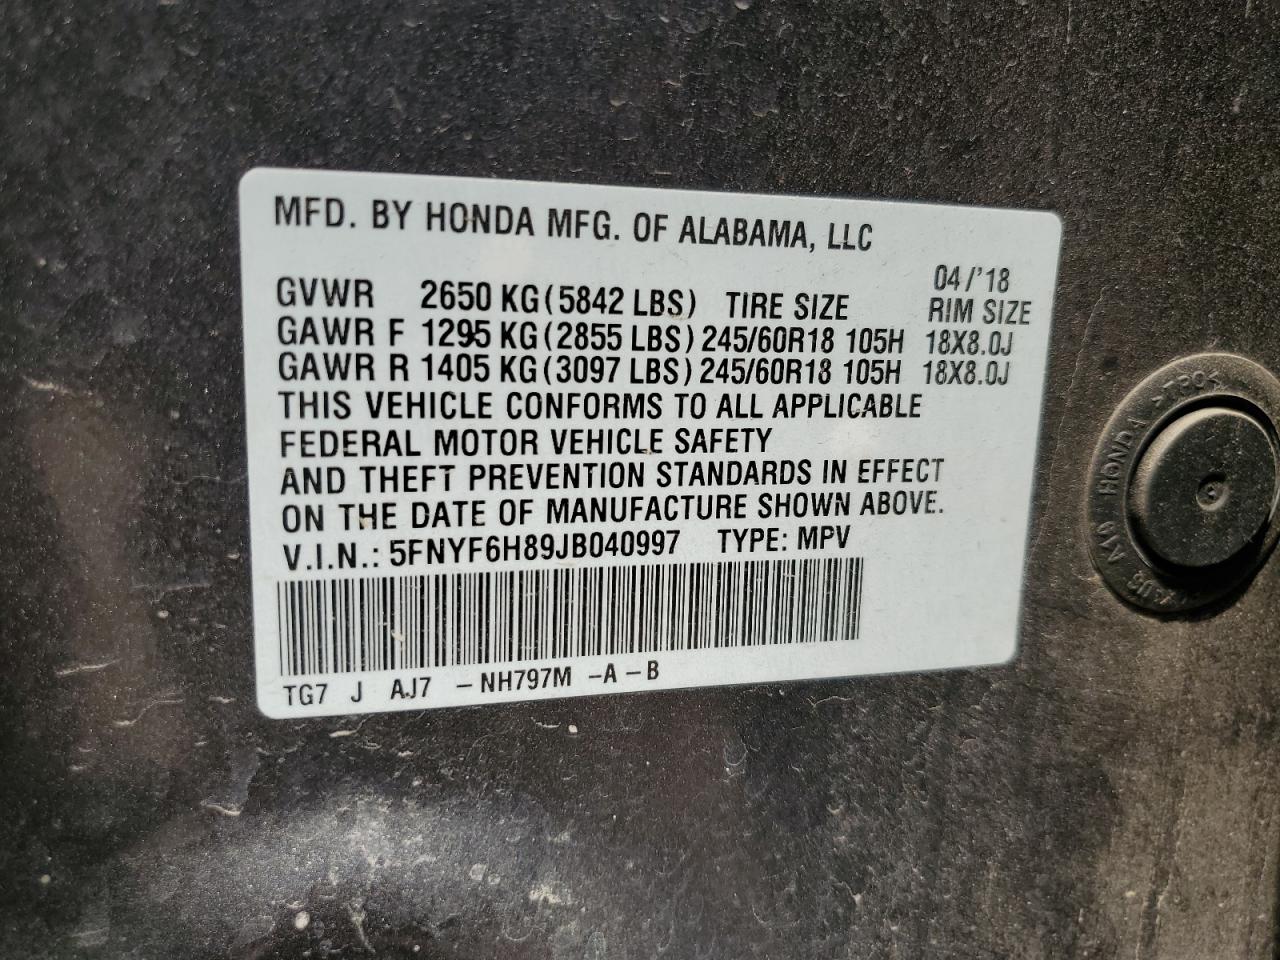 MFD. BY HONDA MFG. OF ALABAMA, LLC
04/'18
GVWR 2650 KG (5842 LBS) TIRE SIZE RIM SIZE
GAWR F 1295 KG (2855 LBS) 245/60R18 105H 18X8.0J
GAWR R 1405 KG (3097 LBS) 245/60R18 105H 18X8.0J
THIS VEHICLE CONFORMS TO ALL APPLICABLE
FEDERAL MOTOR VEHICLE SAFETY
AND THEFT PREVENTION STANDARDS IN EFFECT
ON THE DATE OF MANUFACTURE SHOWN ABOVE.
V.I.N.: 5FNYF6H89JB040997 TYPE: MPV
TG7 J AJ7 -NH797M -A-B
HONDA